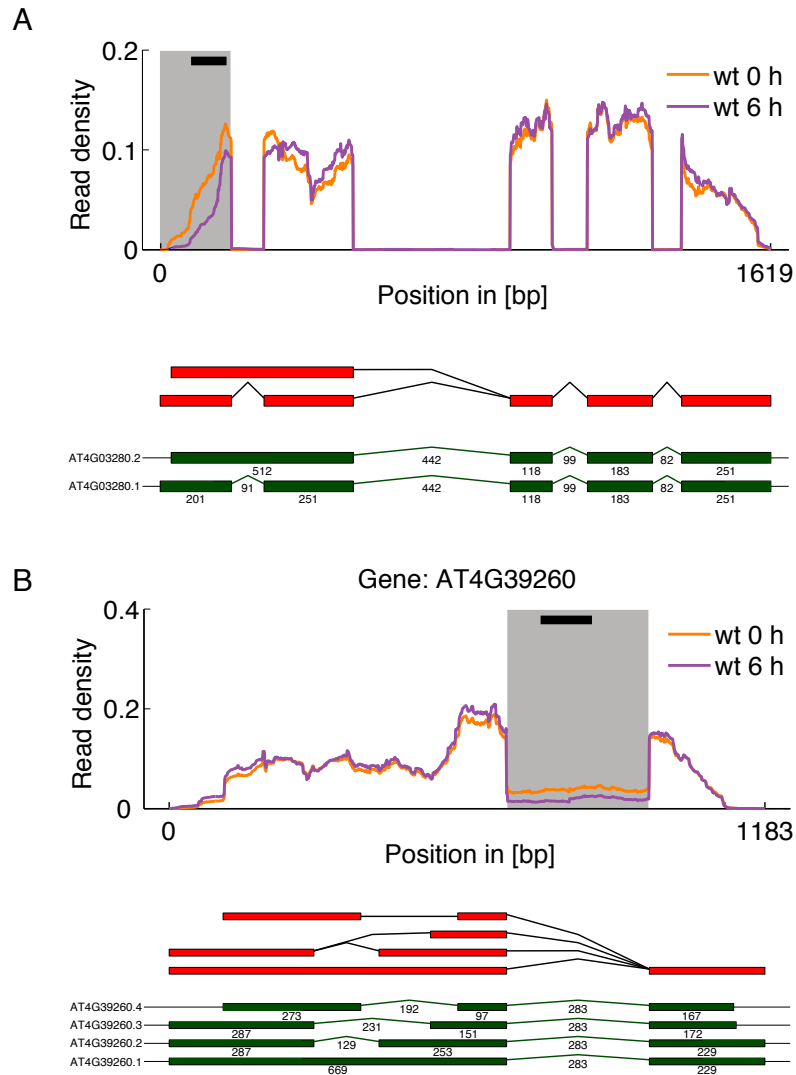 A
0.2
0.1
0
Read density
wt 0 h
wt 6 h
0
1619
Position in [bp]
AT4G03280.2
512
442
118
99
183
82
251
AT4G03280.1
201
91
251
442
118
99
183
82
251
B
Gene: AT4G39260
0.4
0.2
0
Read density
wt 0 h
wt 6 h
0
1183
Position in [bp]
AT4G39260.4
273
192
97
283
167
AT4G39260.3
287
231
151
283
172
AT4G39260.2
287
129
253
283
229
AT4G39260.1
669
283
229